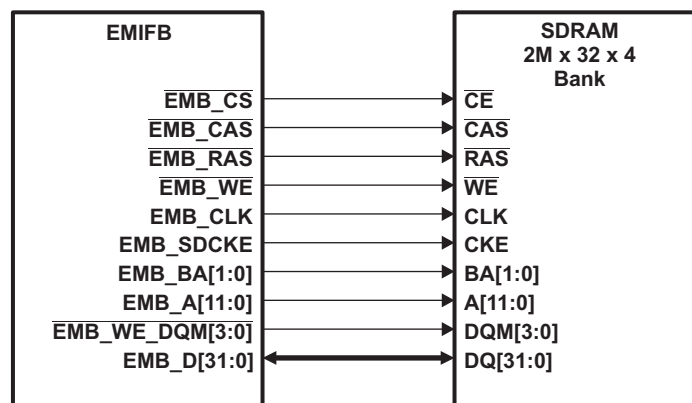 EMIFB
SDRAM
2M x 32 x 4
Bank
EMB_CS
CE
EMB_CAS
CAS
EMB_RAS
RAS
EMB_WE
WE
EMB_CLK
CLK
EMB_SDCKE
CKE
EMB_BA[1:0]
BA[1:0]
EMB_A[11:0]
A[11:0]
EMB_WE_DQM[3:0]
DQM[3:0]
EMB_D[31:0]
DQ[31:0]